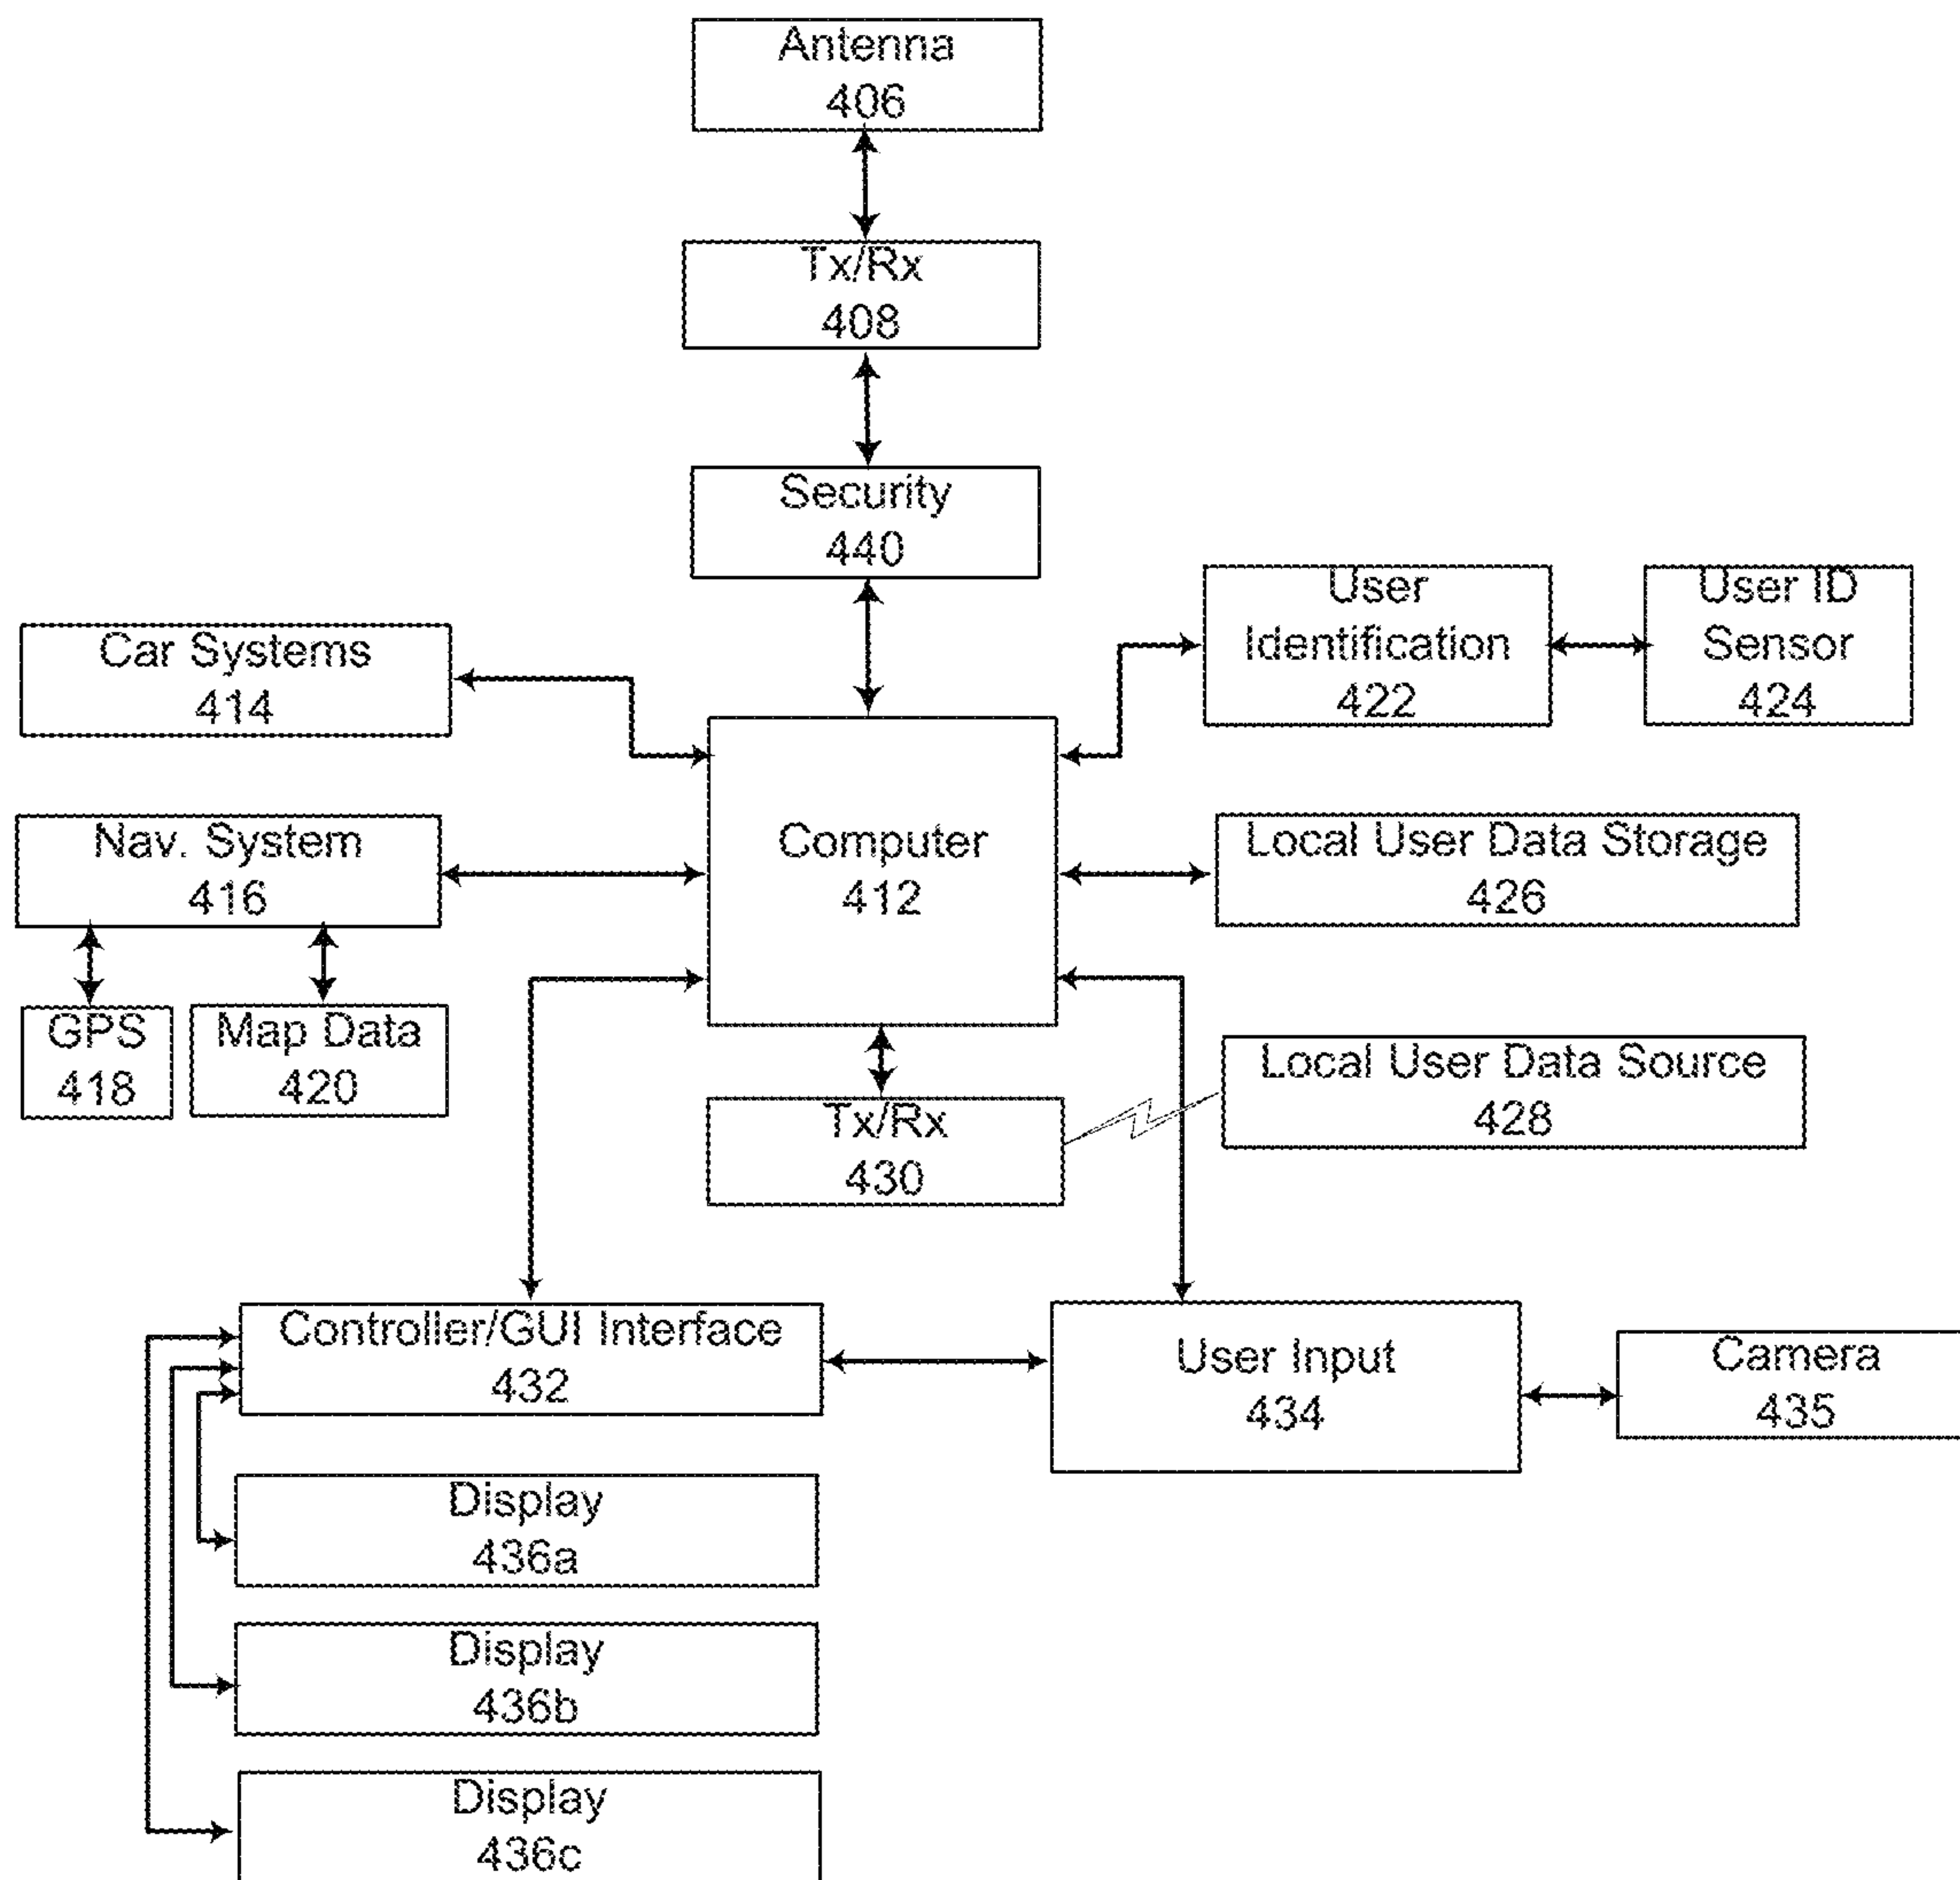 Antenna
406
Tx/Rx
408
Security
440
User
Identification
422
User ID
Sensor
424
Car Systems
414
Computer
412
Nav. System
416
Local User Data Storage
426
GPS
418
Map Data
420
Local User Data Source
428
Tx/Rx
430
Controller/GUI Interface
432
User Input
434
Camera
435
Display
436a
Display
436b
Display
436c